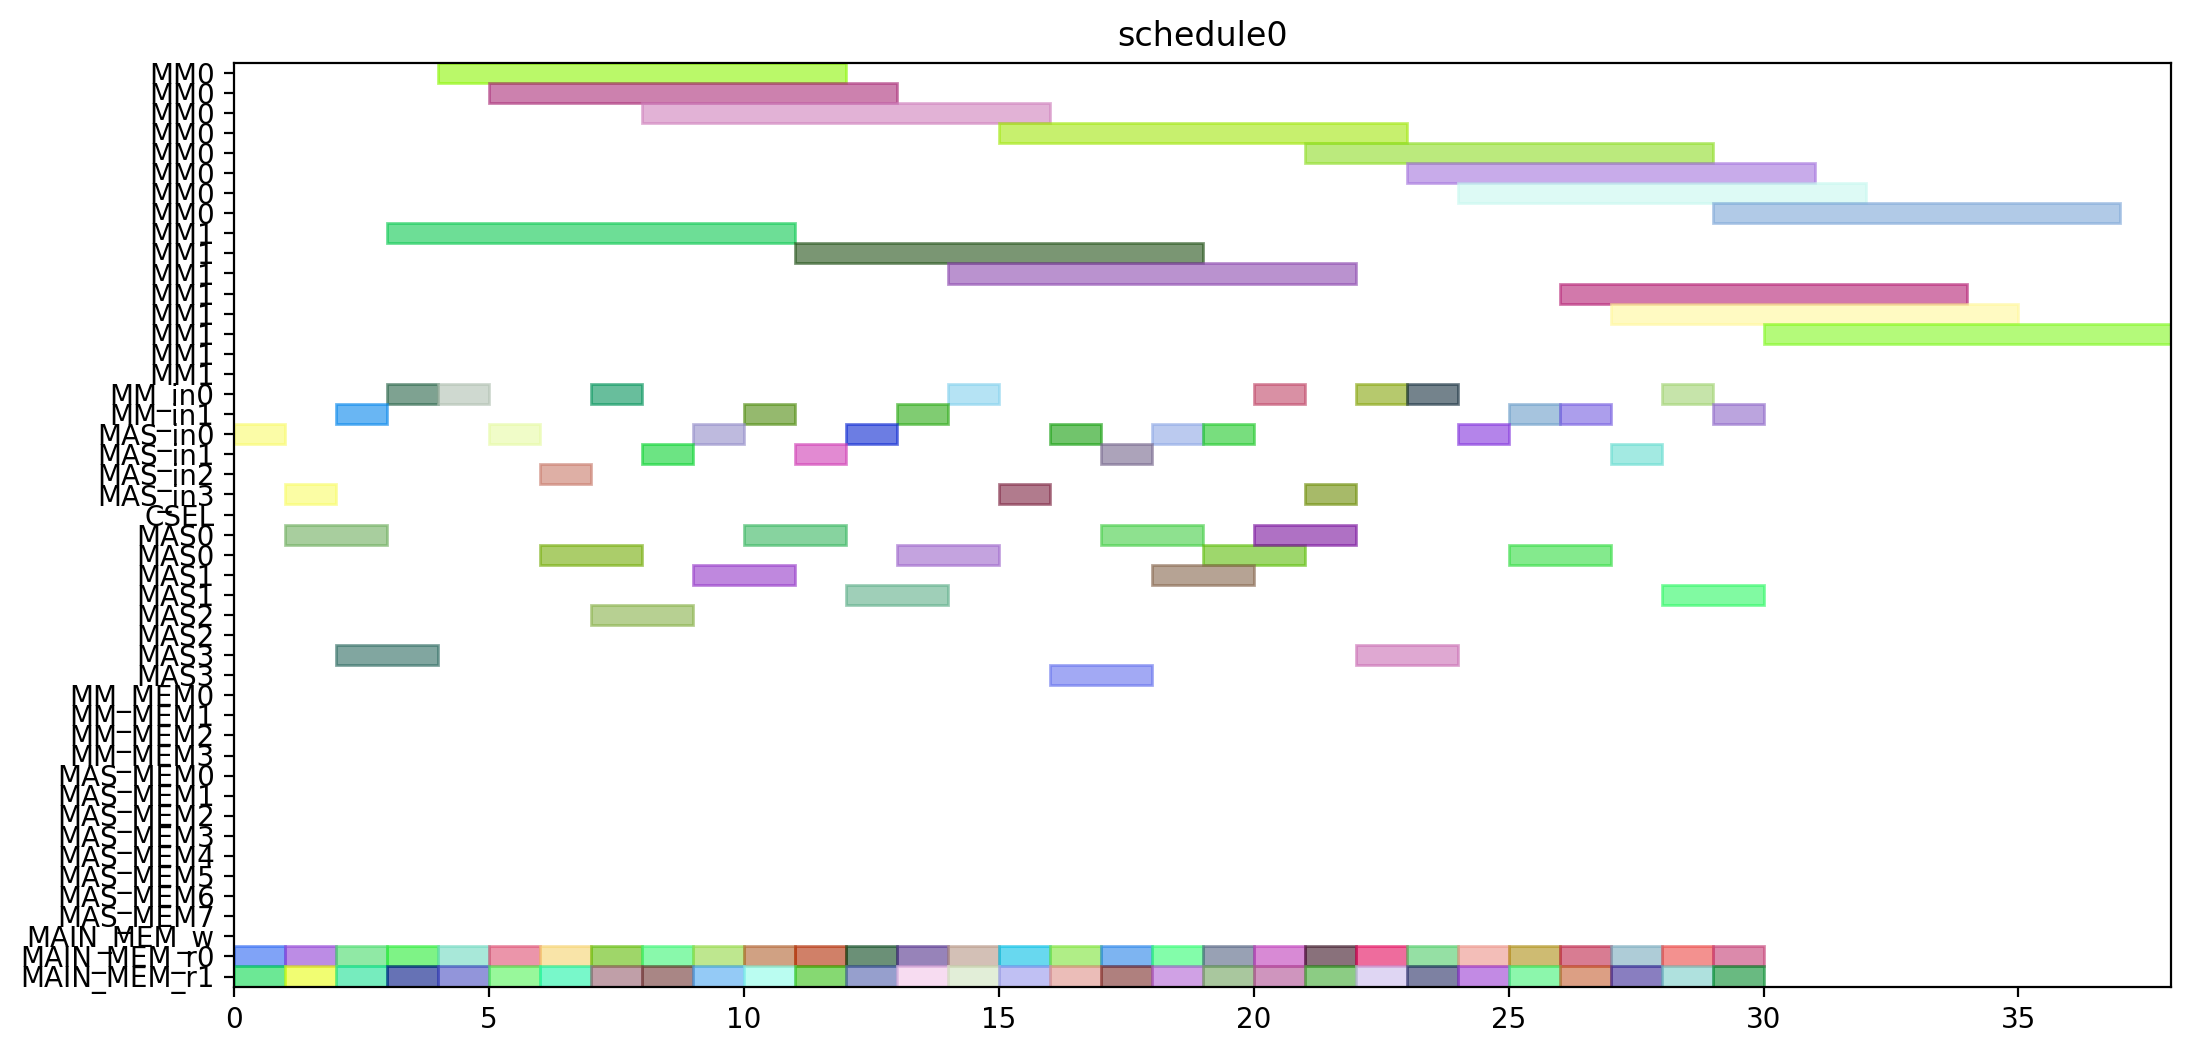 schedule0
MM0
MM0
MM0
MM0
MM0
MM0
MM0
MM0
MM1
MM1
MM1
MM1
MM1
MM1
MM1
MM1
MM_in0
MM_in1
MAS_in0
MAS_in1
MAS_in2
MAS_in3
CSEL
MAS0
MAS0
MAS1
MAS1
MAS2
MAS2
MAS3
MAS3
MM_MEM0
MM_MEM1
MM_MEM2
MM_MEM3
MAS_MEM0
MAS_MEM1
MAS_MEM2
MAS_MEM3
MAS_MEM4
MAS_MEM5
MAS_MEM6
MAS_MEM7
MAIN_MEM_w
MAIN_MEM_r0
MAIN_MEM_r1
0 5 10 15 20 25 30 35